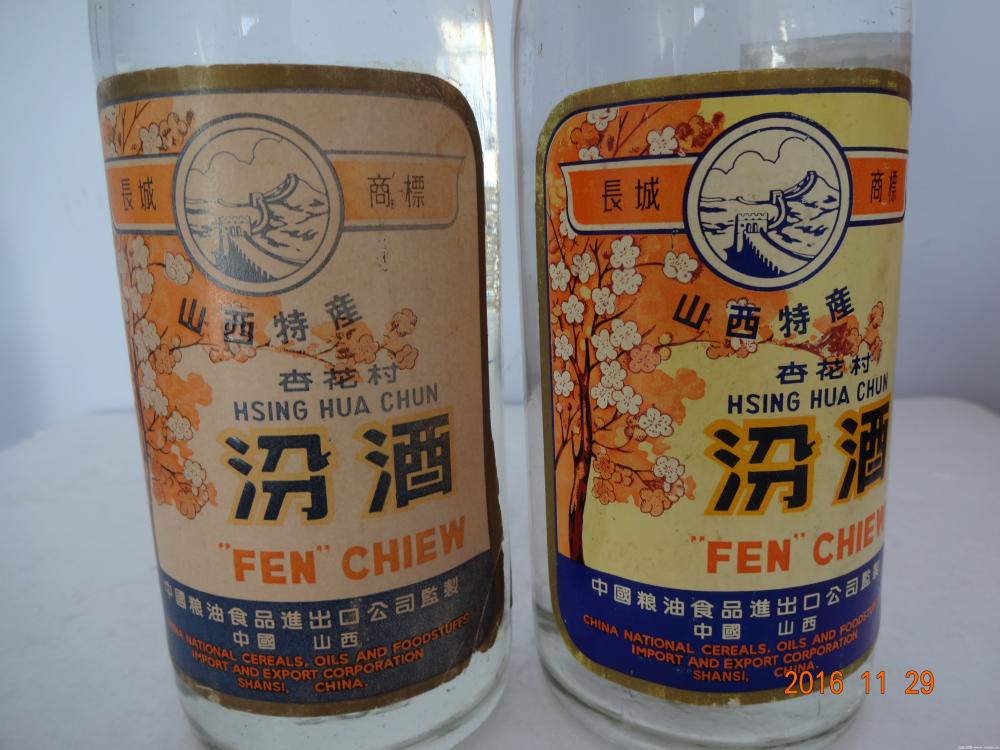 長城 商標
山西特産
杏花村
HSING HUA CHUN
汾酒
"FEN" CHIEW
中國粮油食品進出口公司監製
中國 山西
CHINA NATIONAL CEREALS, OILS AND FOODSTUFFS
IMPORT AND EXPORT CORPORATION
SHANSI, CHINA.
長城 商標
山西特産
杏花村
HSING HUA CHUN
汾酒
"FEN" CHIEW
中國粮油食品進出口公司監製
中國 山西
CHINA NATIONAL CEREALS, OILS AND FOODSTUFFS
IMPORT AND EXPORT CORPORATION
SHANSI, CHINA.
2016 11 29